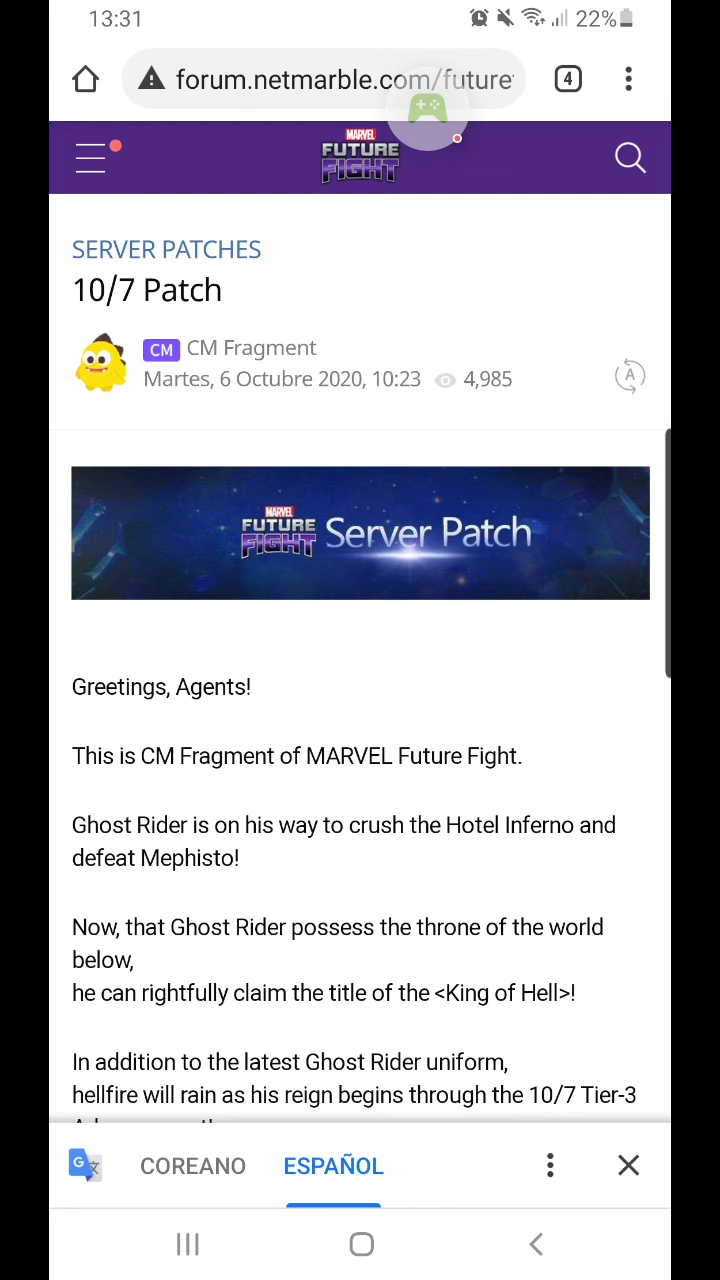 13:31
22%
forum.netmarble.com/future
4
MARVEL
FUTURE
FIGHT
SERVER PATCHES
10/7 Patch
CM CM Fragment
Martes, 6 Octubre 2020, 10:23 4,985
A
MARVEL
FUTURE
FIGHT
Server Patch
Greetings, Agents!
This is CM Fragment of MARVEL Future Fight.
Ghost Rider is on his way to crush the Hotel Inferno and
defeat Mephisto!
Now, that Ghost Rider possess the throne of the world
below,
he can rightfully claim the title of the <King of Hell>!
In addition to the latest Ghost Rider uniform,
hellfire will rain as his reign begins through the 10/7 Tier-3
G 文
COREANO ESPAÑOL